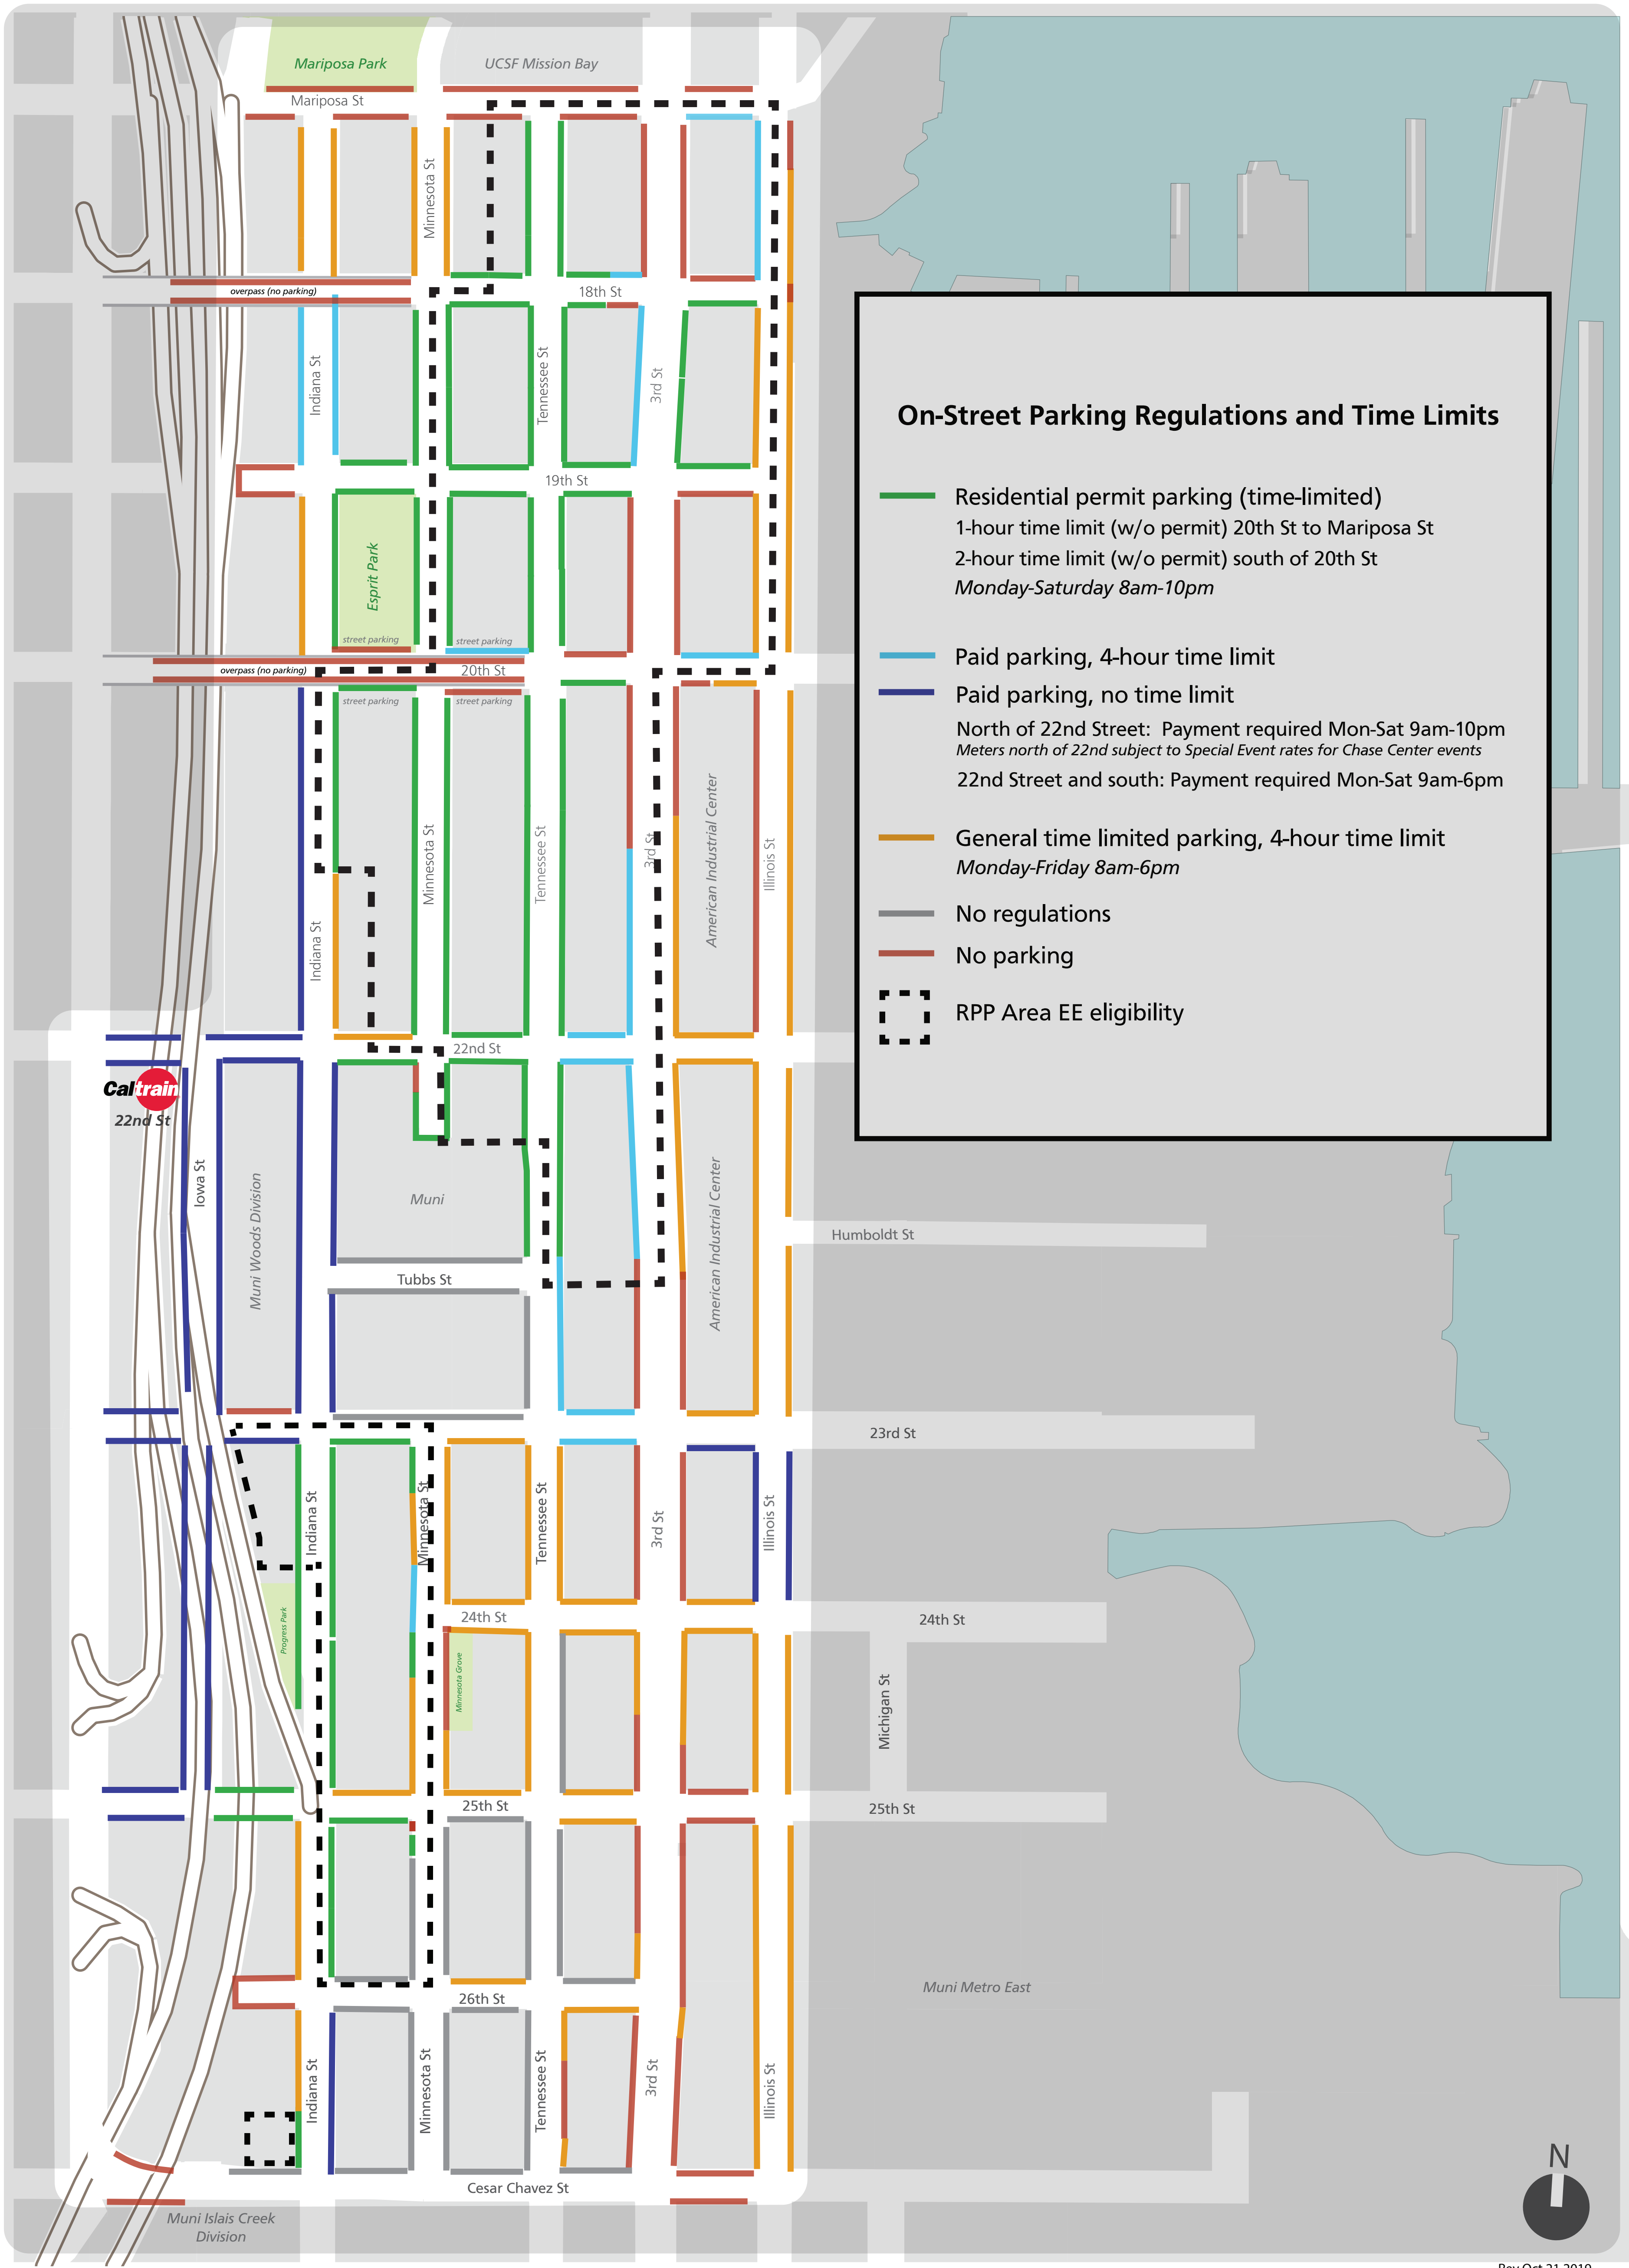 Mariposa Park
UCSF Mission Bay
Mariposa St
Minnesota St
overpass (no parking)
18th St
Indiana St
Tennessee St
3rd St
19th St
Esprit Park
street parking
street parking
overpass (no parking)
20th St
street parking
street parking
Indiana St
Minnesota St
Tennessee St
3rd St
American Industrial Center
Illinois St
22nd St
Caltrain
22nd St
Iowa St
Muni Woods Division
Muni
American Industrial Center
Humboldt St
Tubbs St
23rd St
Indiana St
Minnesota St
Tennessee St
3rd St
Illinois St
Progress Park
24th St
24th St
Minnesota Grove
Michigan St
25th St
25th St
Muni Metro East
26th St
Indiana St
Minnesota St
Tennessee St
3rd St
Illinois St
Cesar Chavez St
Muni Islais Creek
Division
On-Street Parking Regulations and Time Limits
Residential permit parking (time-limited)
1-hour time limit (w/o permit) 20th St to Mariposa St
2-hour time limit (w/o permit) south of 20th St
Monday-Saturday 8am-10pm
Paid parking, 4-hour time limit
Paid parking, no time limit
North of 22nd Street: Payment required Mon-Sat 9am-10pm
Meters north of 22nd subject to Special Event rates for Chase Center events
22nd Street and south: Payment required Mon-Sat 9am-6pm
General time limited parking, 4-hour time limit
Monday-Friday 8am-6pm
No regulations
No parking
RPP Area EE eligibility
N